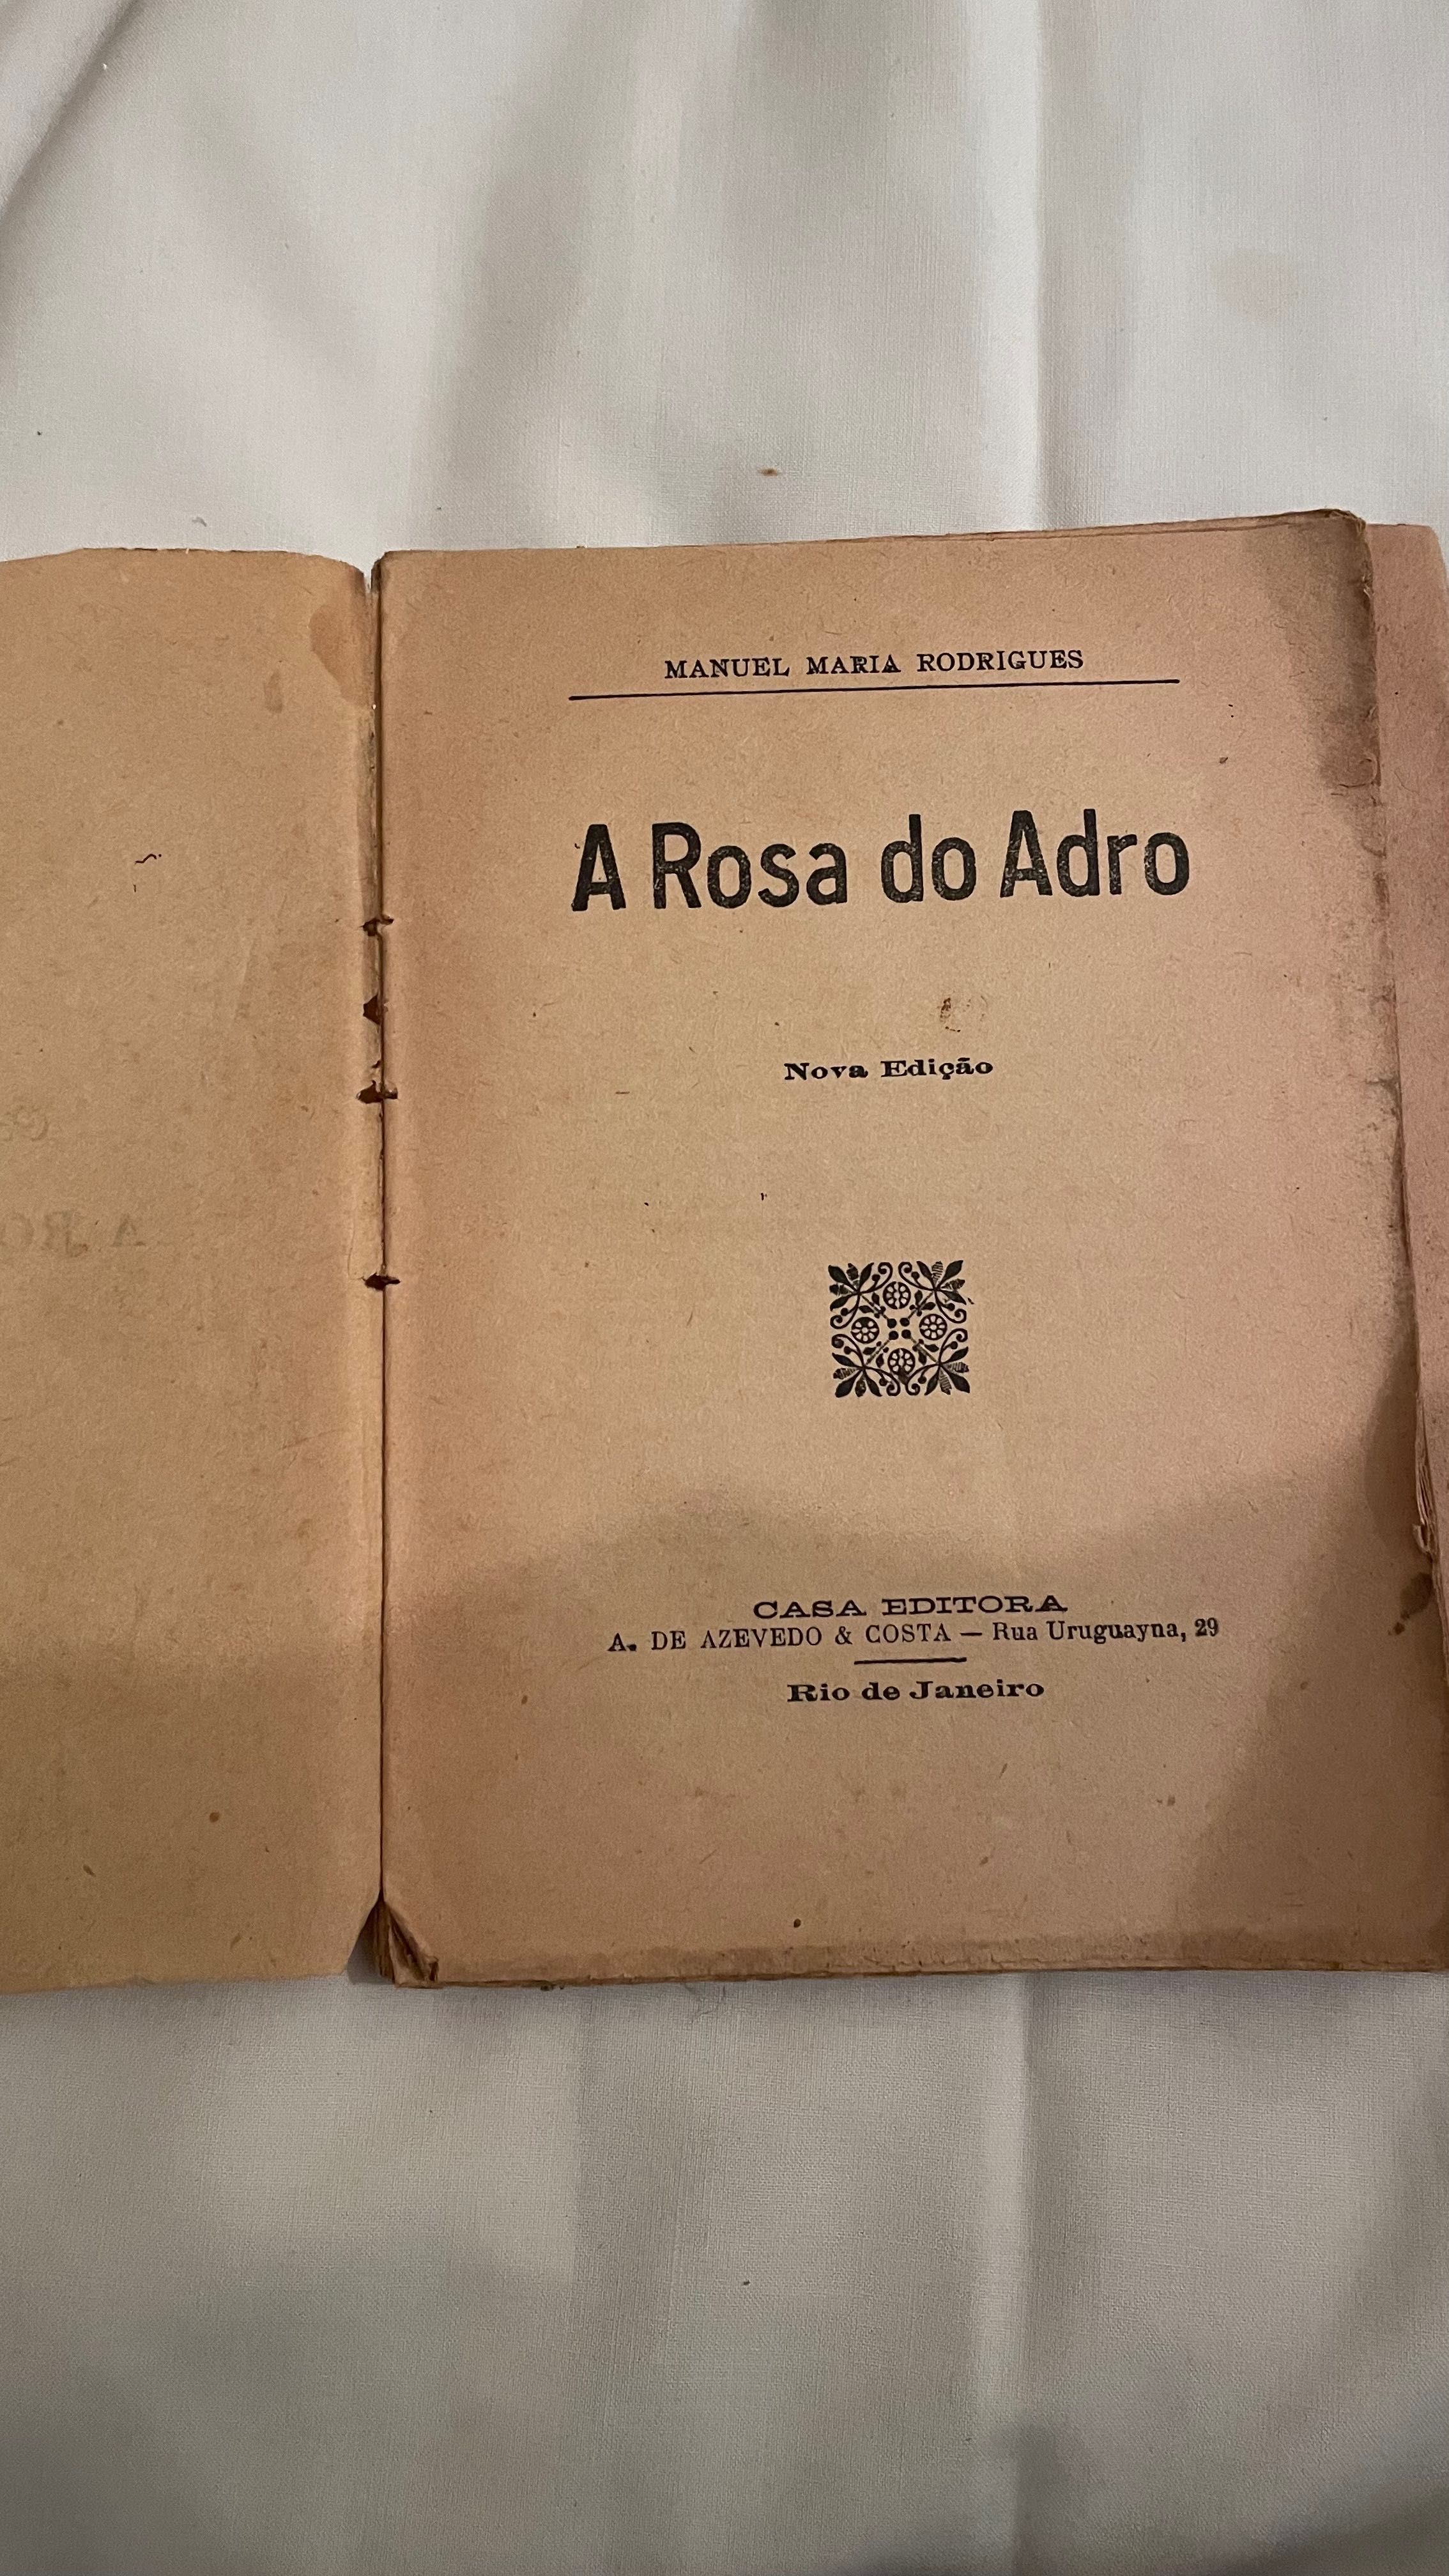 MANUEL MARIA RODRIGUES
A Rosa do Adro
Nova Edição
CASA EDITORA
A. DE AZEVEDO & COSTA — Rua Uruguayna, 29
Rio de Janeiro